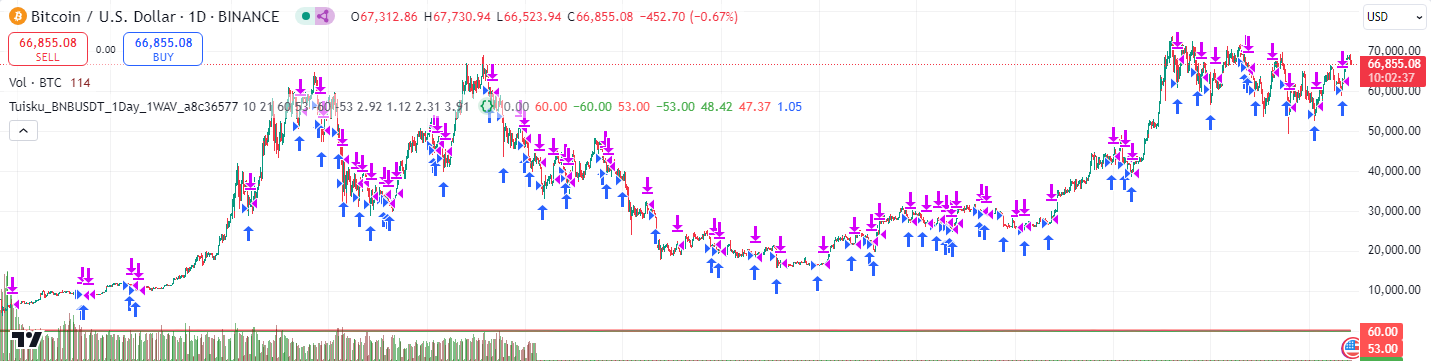 Bitcoin / U.S. Dollar · 1D · BINANCE O67,312.86 H67,730.94 L66,523.94 C66,855.08 −452.70 (−0.67%)
USD
66,855.08 0.00 66,855.08
SELL BUY
Vol · BTC 114
Tuisku_BNBUSDT_1Day_1WAV_a8c36577 10 21 60 53 -60 -53 2.92 1.12 2.31 3.91 0.00 60.00 −60.00 53.00 −53.00 48.42 47.37 1.05
70,000.00
66,855.08
10:02:37
60,000.00
50,000.00
40,000.00
30,000.00
20,000.00
10,000.00
60.00
53.00